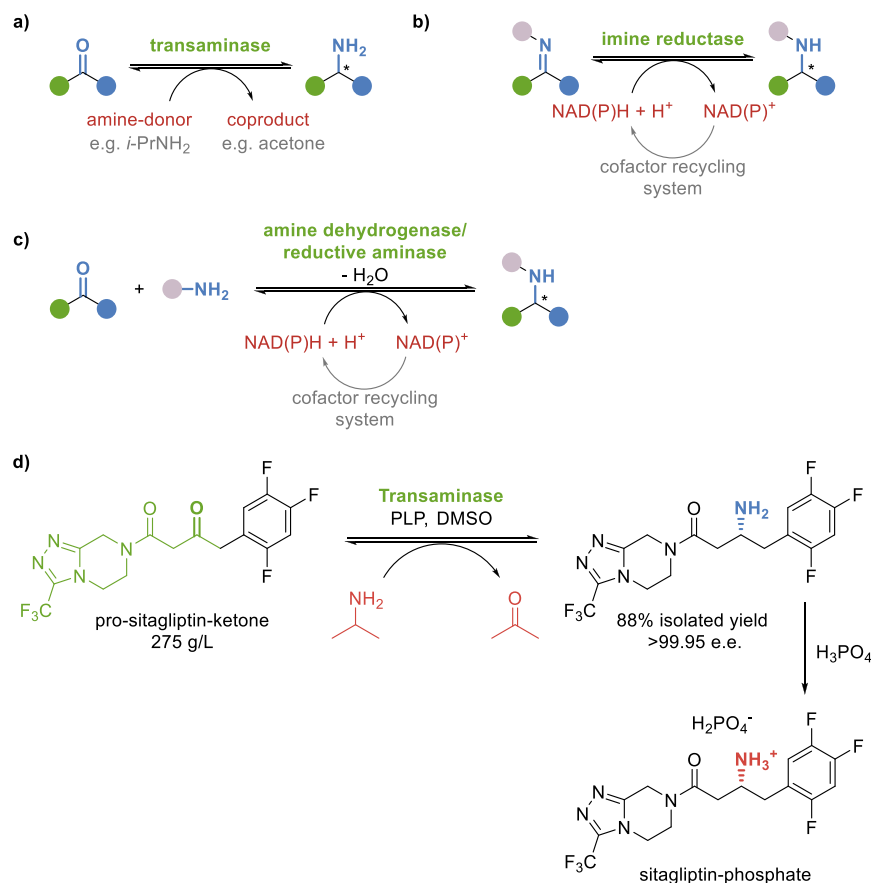 a)
O
transaminase
NH2
*
amine-donor
e.g. i-PrNH2
coproduct
e.g. acetone
b)
N
imine reductase
NH
*
NAD(P)H + H+
NAD(P)+
cofactor recycling
system
c)
O
+
NH2
amine dehydrogenase/
reductive aminase
- H2O
NH
*
NAD(P)H + H+
NAD(P)+
cofactor recycling
system
d)
F
F
F
O
O
N
N
N
N
F3C
pro-sitagliptin-ketone
275 g/L
Transaminase
PLP, DMSO
NH2
O
F
F
F
O
NH2
N
N
N
N
F3C
88% isolated yield
>99.95 e.e.
H3PO4
H2PO4-
F
F
F
O
NH3+
N
N
N
N
F3C
sitagliptin-phosphate